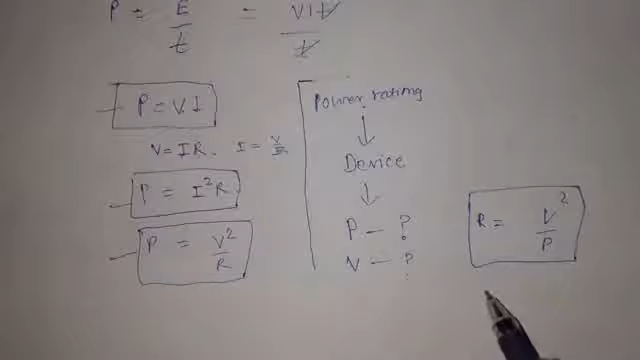 P = E/t = VIt/t
P = VI
V = IR. I = V/R
P = I²R
P = V²/R
Power rating
↓
Device
↓
P — ?
V — ?
R = V²/P